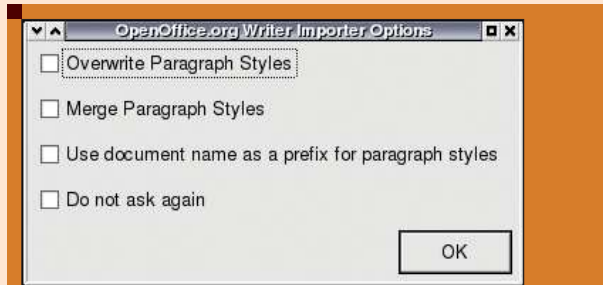 OpenOffice.org Writer Importer Options
Overwrite Paragraph Styles
Merge Paragraph Styles
Use document name as a prefix for paragraph styles
Do not ask again
OK